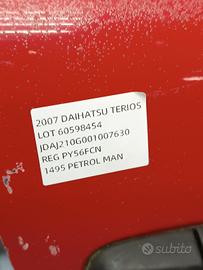 2007 DAIHATSU TERIOS
LOT 60598454
JDAJ210G001007630
REG PY56FCN
1495 PETROL MAN
subito